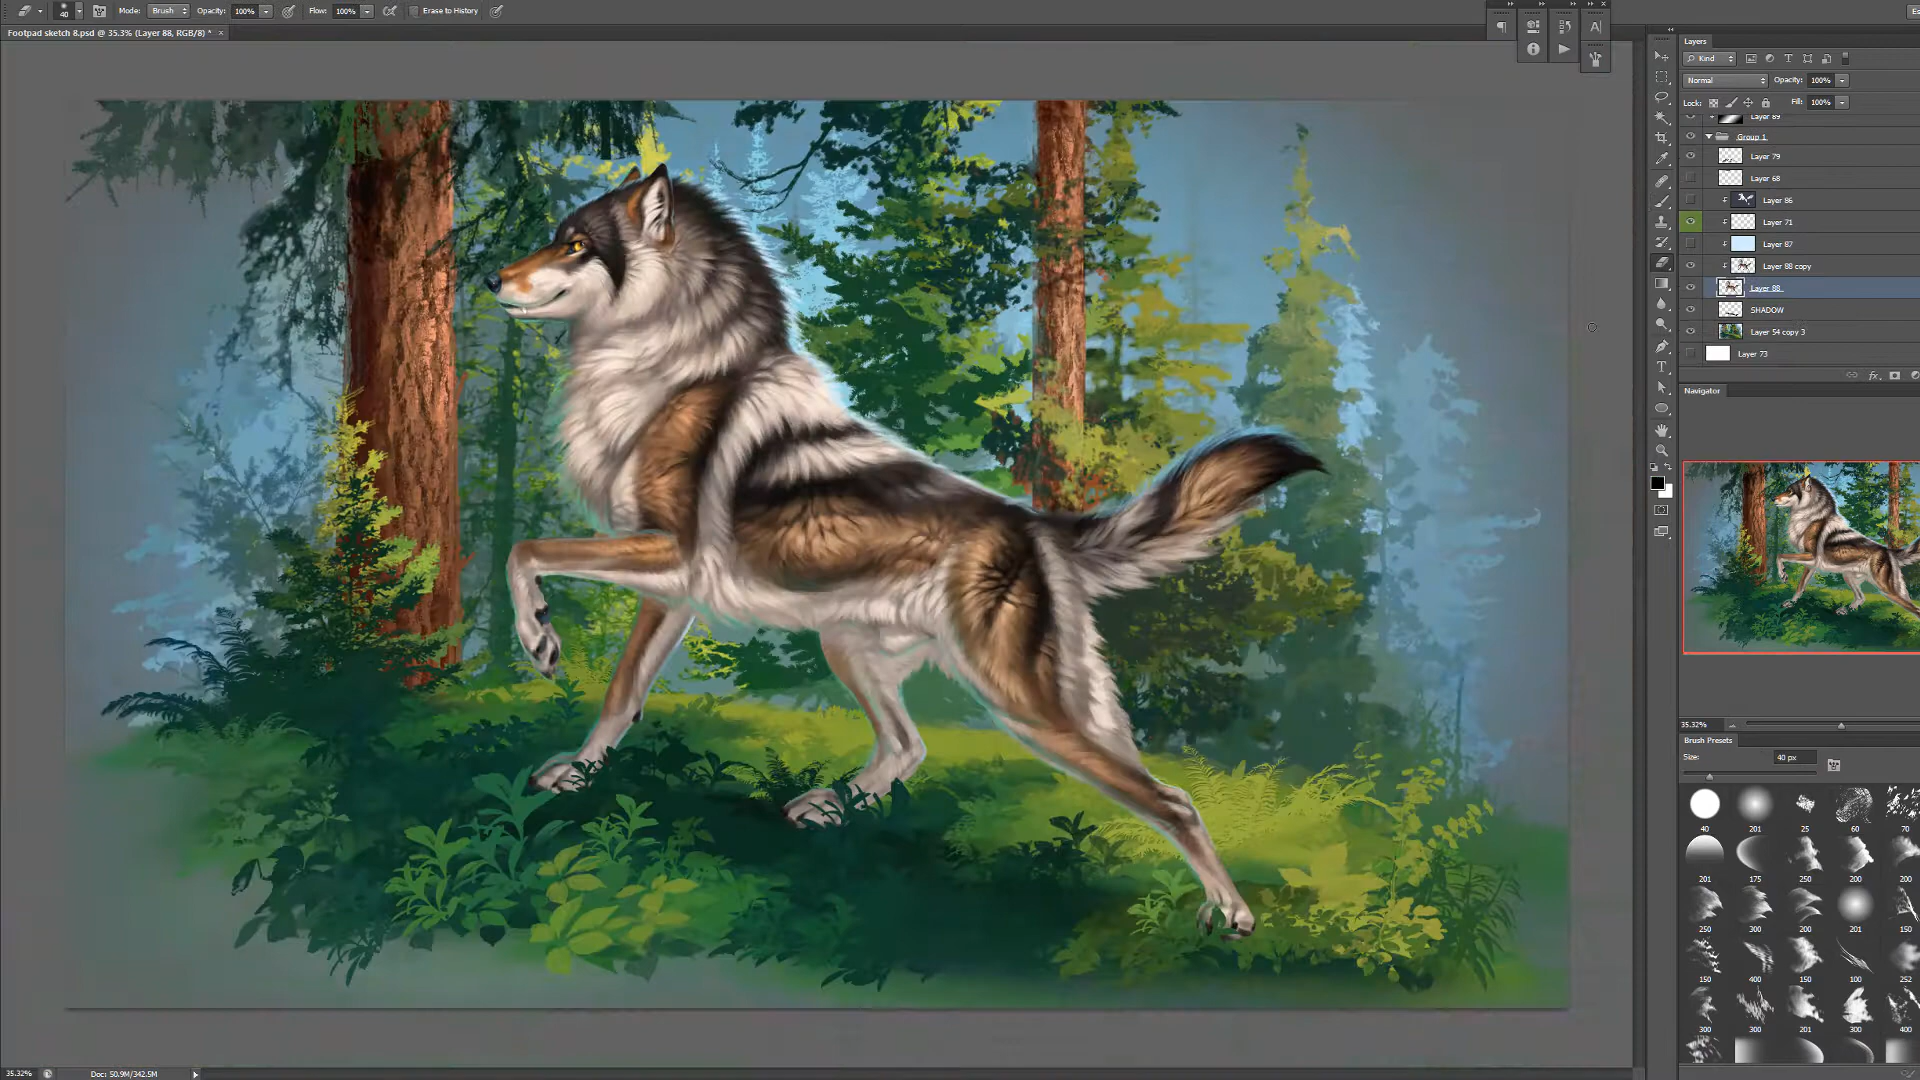 40 Mode: Brush Opacity: 100% Flow: 100% Erase to History
Footpad sketch 8.psd @ 35.3% (Layer 88, RGB/8) * ×
Layers
Kind
Normal Opacity: 100%
Lock: Fill: 100%
Layer 89
Group 1
Layer 79
Layer 68
Layer 86
Layer 71
Layer 87
Layer 88 copy
Layer 88
SHADOW
Layer 54 copy 3
Layer 73
fx
Navigator
35.32%
Brush Presets
Size: 40 px
40 201 25 60 70
201 175 250 200 200
250 300 200 201 150
150 400 150 100 252
300 300 201 300 400
35.32% Doc: 50.9M/342.5M